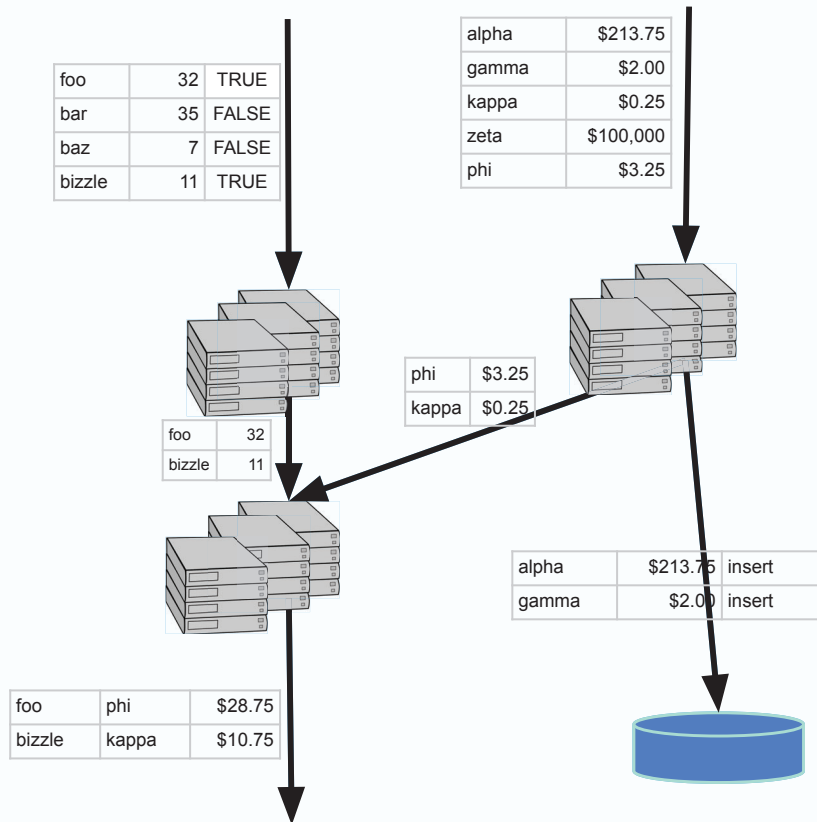 foo 32 TRUE
bar 35 FALSE
baz 7 FALSE
bizzle 11 TRUE
alpha $213.75
gamma $2.00
kappa $0.25
zeta $100,000
phi $3.25
phi $3.25
kappa $0.25
foo 32
bizzle 11
alpha $213.75 insert
gamma $2.00 insert
foo phi $28.75
bizzle kappa $10.75